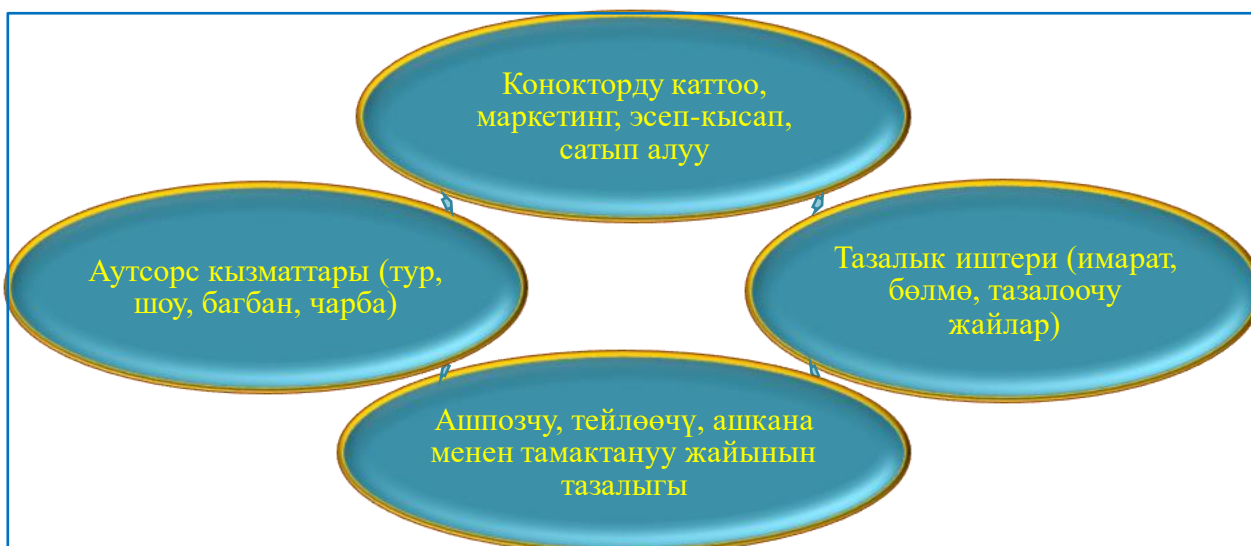 Конокторду каттоо,
маркетинг, эсеп-кысап,
сатып алуу
Аутсорс кызматтары (тур,
шоу, багбан, чарба)
Тазалык иштери (имарат,
бөлмө, тазалоочу
жайлар)
Ашпозчу, тейлөөчү, ашкана
менен тамактануу жайынын
тазалыгы